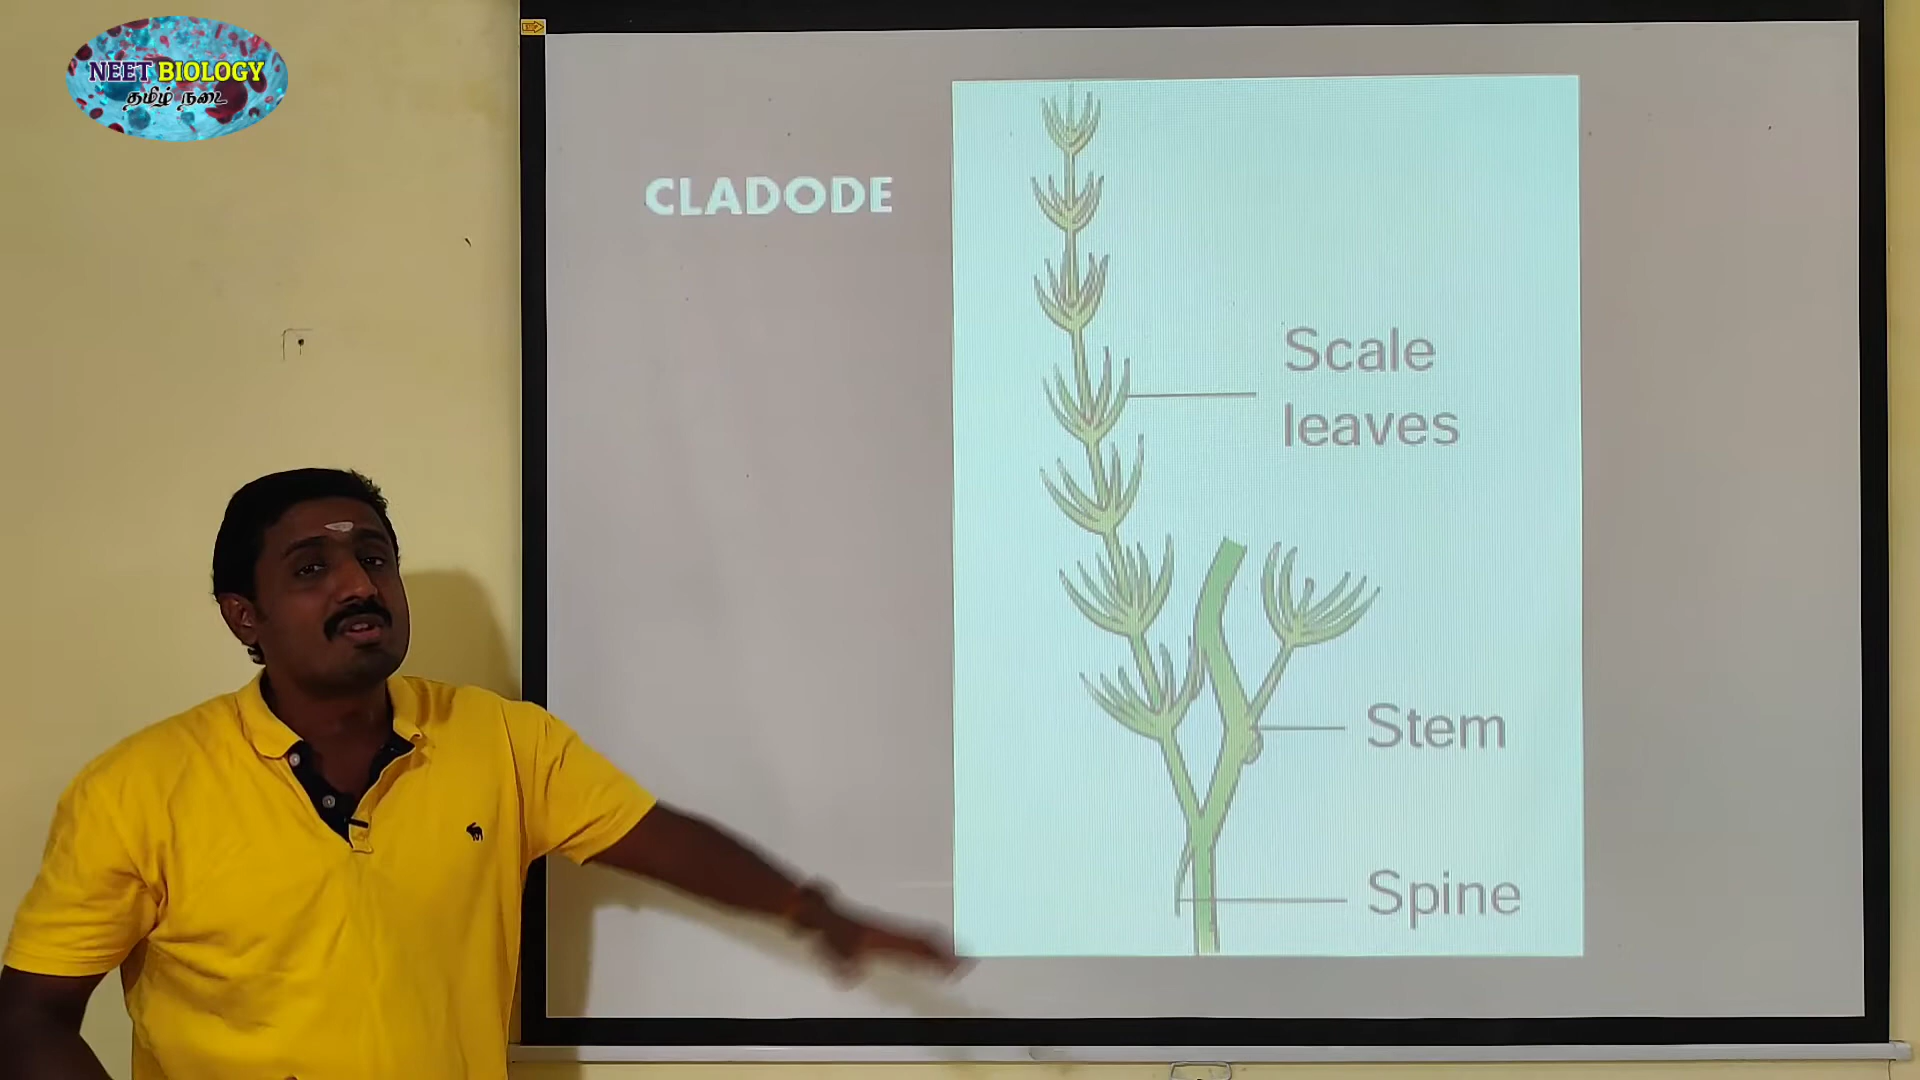 NEET BIOLOGY
தமிழ் நடை
CLADODE
Scale
leaves
Stem
Spine